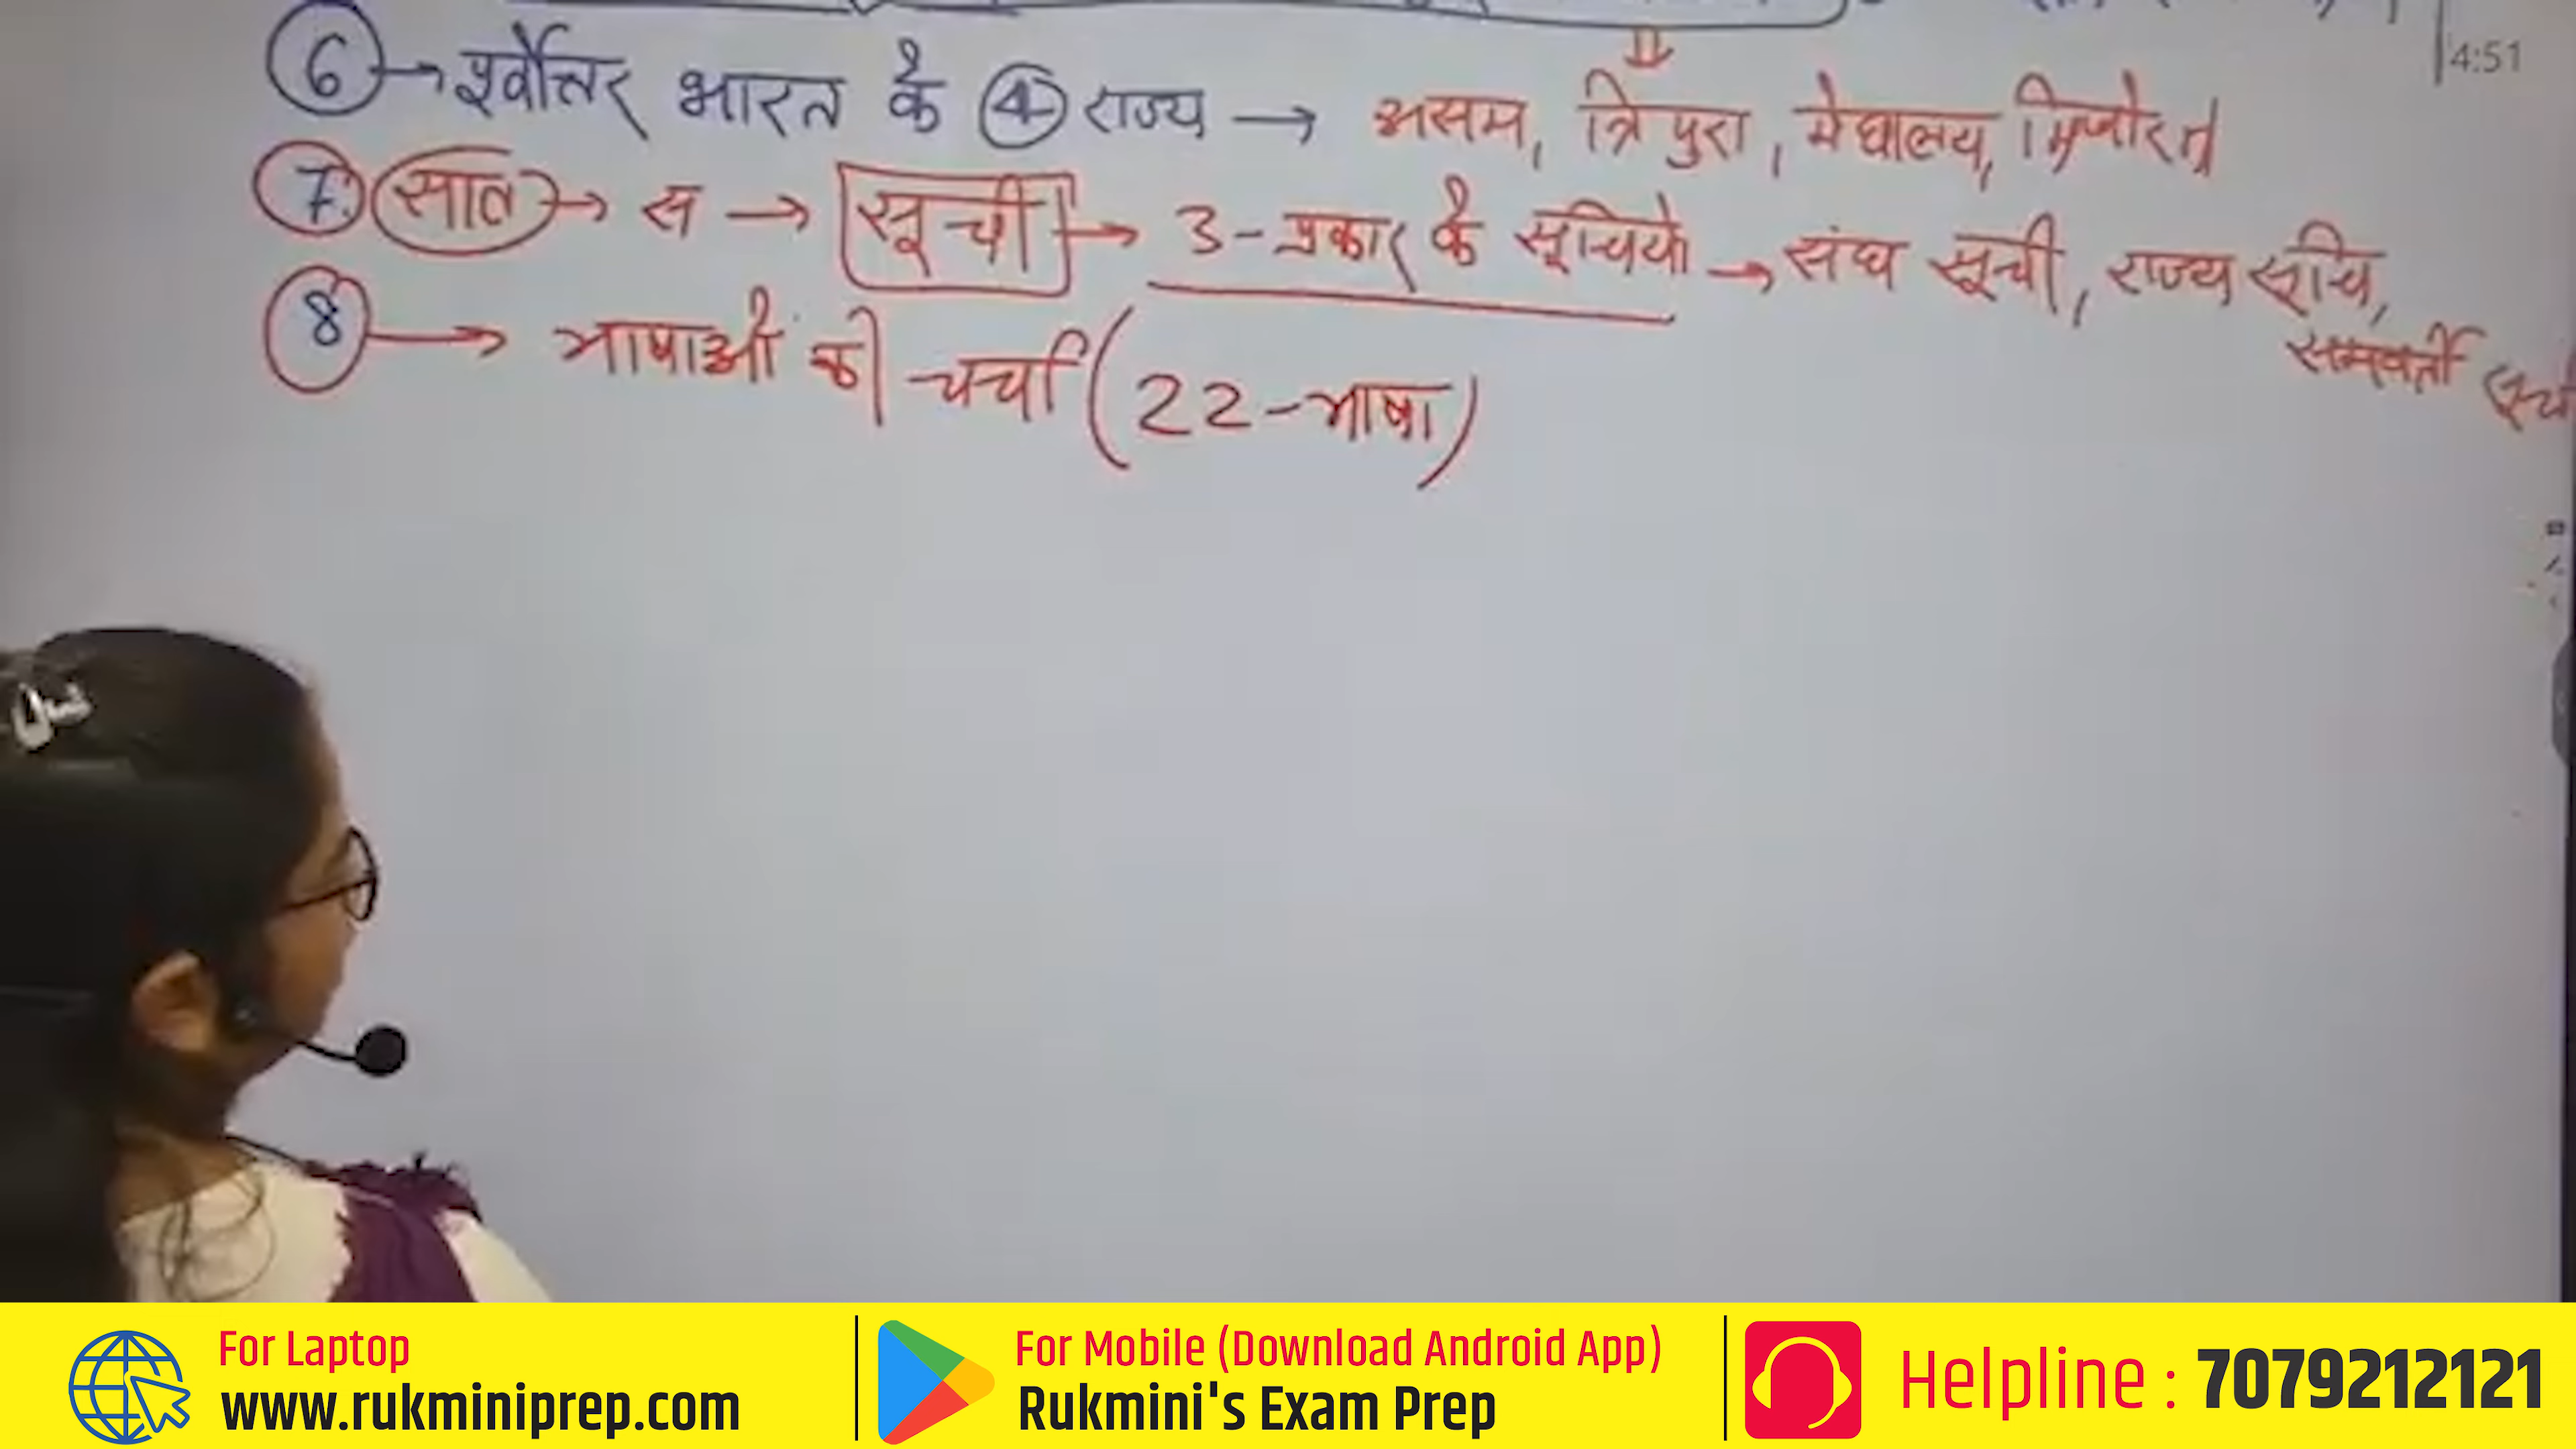 4:51
6 → पूर्वोत्तर भारत के 4 राज्य → असम, त्रिपुरा, मेघालय, मिजोरम
7. सात → स → सूची → 3-प्रकार के सूचियो → संघ सूची, राज्य सूचि,
समवर्ती सूची
8 → भाषाओं की चर्चा (22-भाषा)
For Laptop
www.rukminiprep.com
For Mobile (Download Android App)
Rukmini's Exam Prep
Helpline : 7079212121